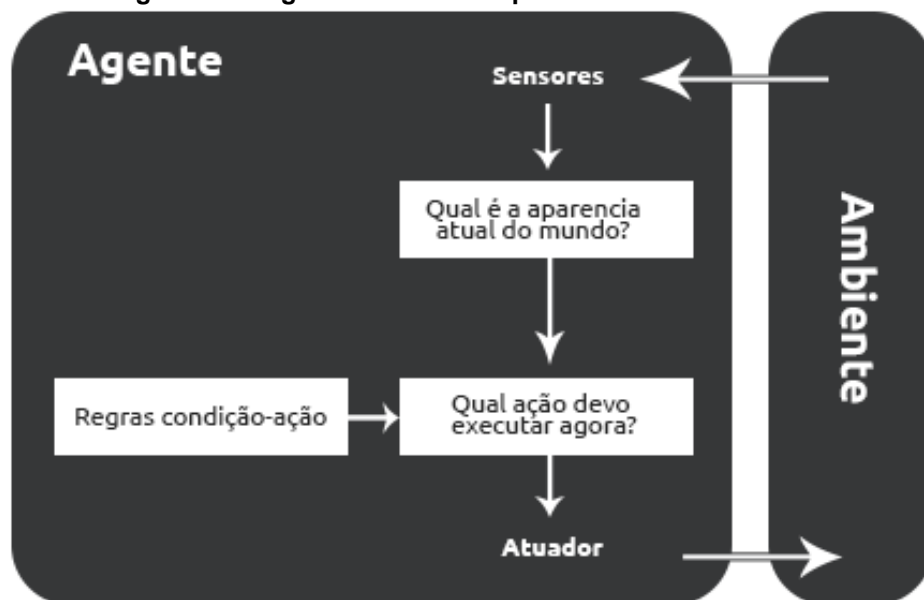 Agente
Sensores
Qual é a aparencia
atual do mundo?
Ambiente
Regras condição-ação
Qual ação devo
executar agora?
Atuador